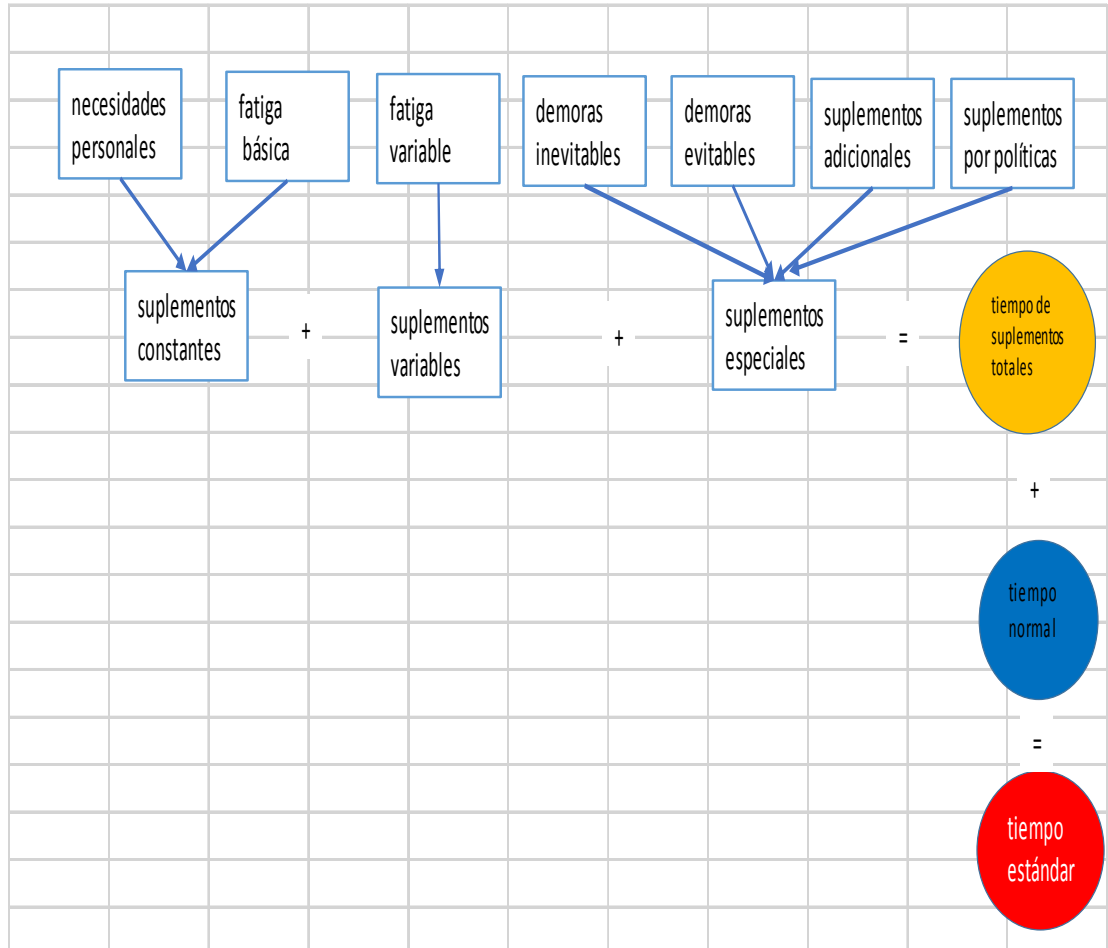 necesidades
personales
fatiga
básica
fatiga
variable
demoras
inevitables
demoras
evitables
suplementos
adicionales
suplementos
por políticas
suplementos
constantes
+
suplementos
variables
+
suplementos
especiales
=
tiempo de
suplementos
totales
+
tiempo
normal
=
tiempo
estándar